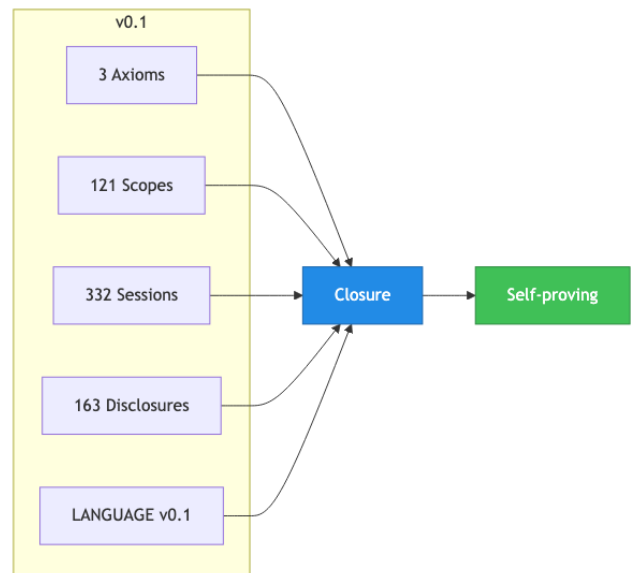 v0.1
3 Axioms
121 Scopes
332 Sessions
163 Disclosures
LANGUAGE v0.1
Closure
Self-proving